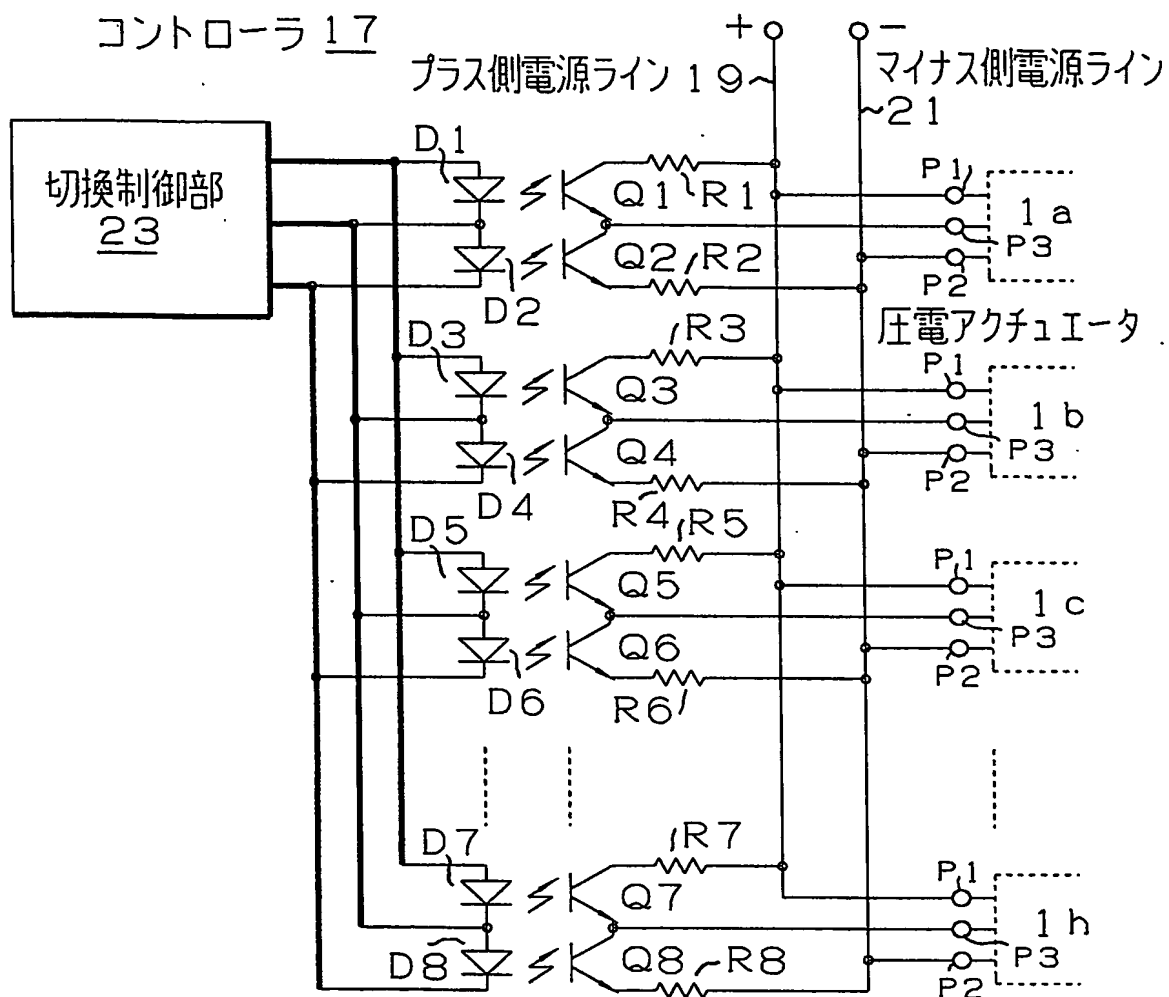 コントローラ 17
+
−
プラス側電源ライン 19
マイナス側電源ライン
21
切換制御部
23
D1
Q1
R1
P1
1a
P3
Q2
R2
P2
D2
圧電アクチュエータ
D3
R3
P1
Q3
1b
P3
Q4
P2
D4
R4
R5
D5
P1
Q5
1c
P3
Q6
P2
D6
R6
D7
R7
P1
Q7
1h
P3
D8
Q8
R8
P2